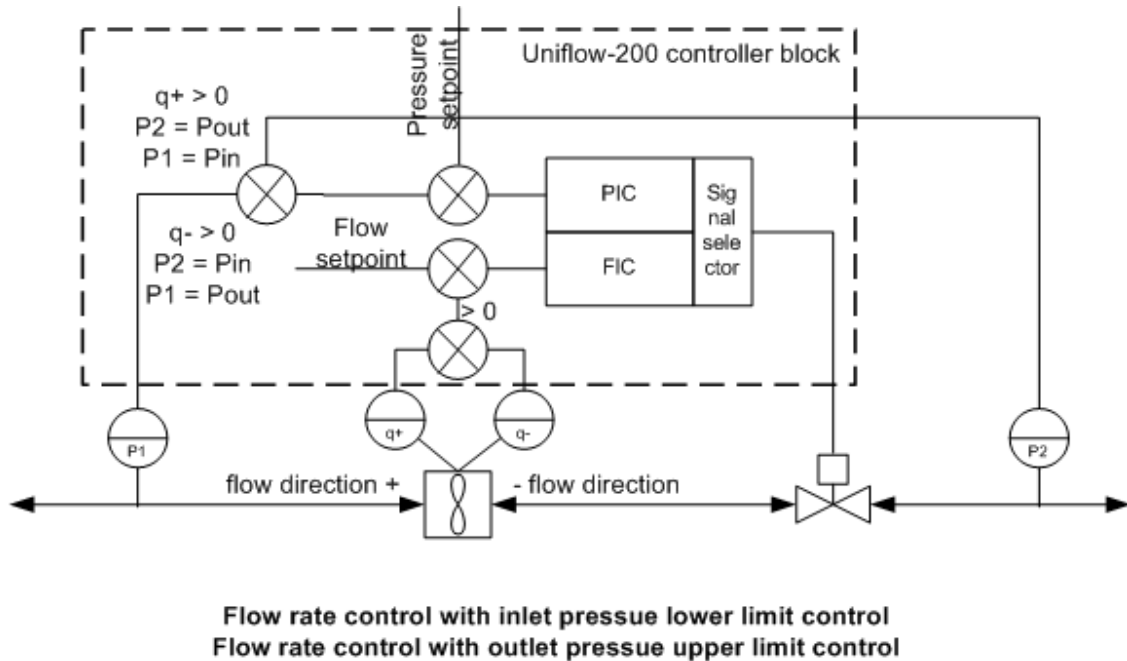 Uniflow-200 controller block
Pressure
setpoint
q+ > 0
P2 = Pout
P1 = Pin
q- > 0
P2 = Pin
P1 = Pout
Flow
setpoint
PIC
FIC
Sig
nal
sele
ctor
> 0
q+
q-
P1
P2
flow direction +
- flow direction
Flow rate control with inlet pressue lower limit control
Flow rate control with outlet pressue upper limit control